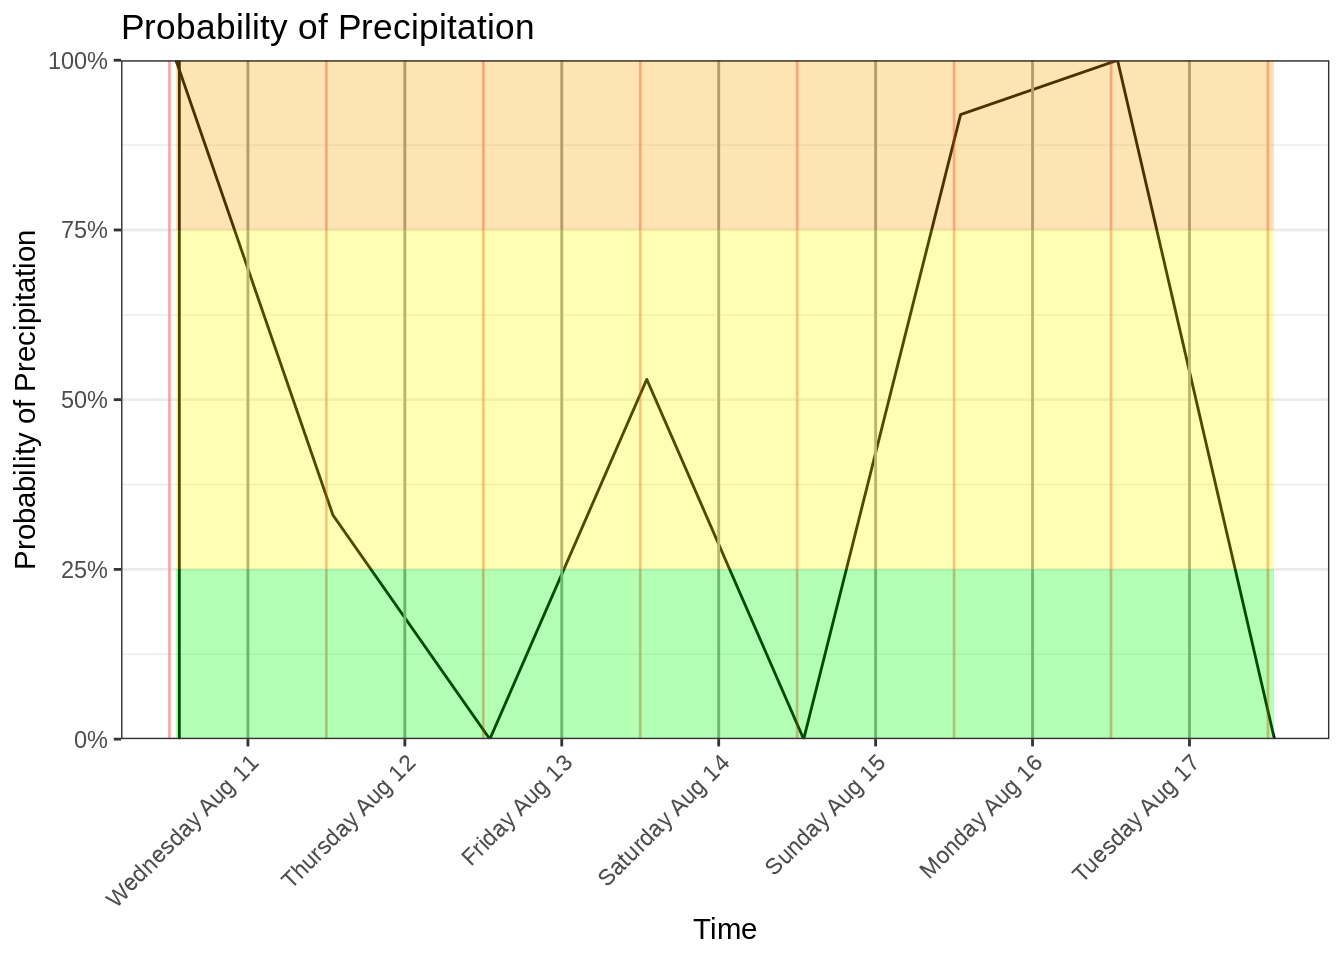 Probability of Precipitation
100%
75%
50%
25%
0%
Probability of Precipitation
Wednesday Aug 11
Thursday Aug 12
Friday Aug 13
Saturday Aug 14
Sunday Aug 15
Monday Aug 16
Tuesday Aug 17
Time